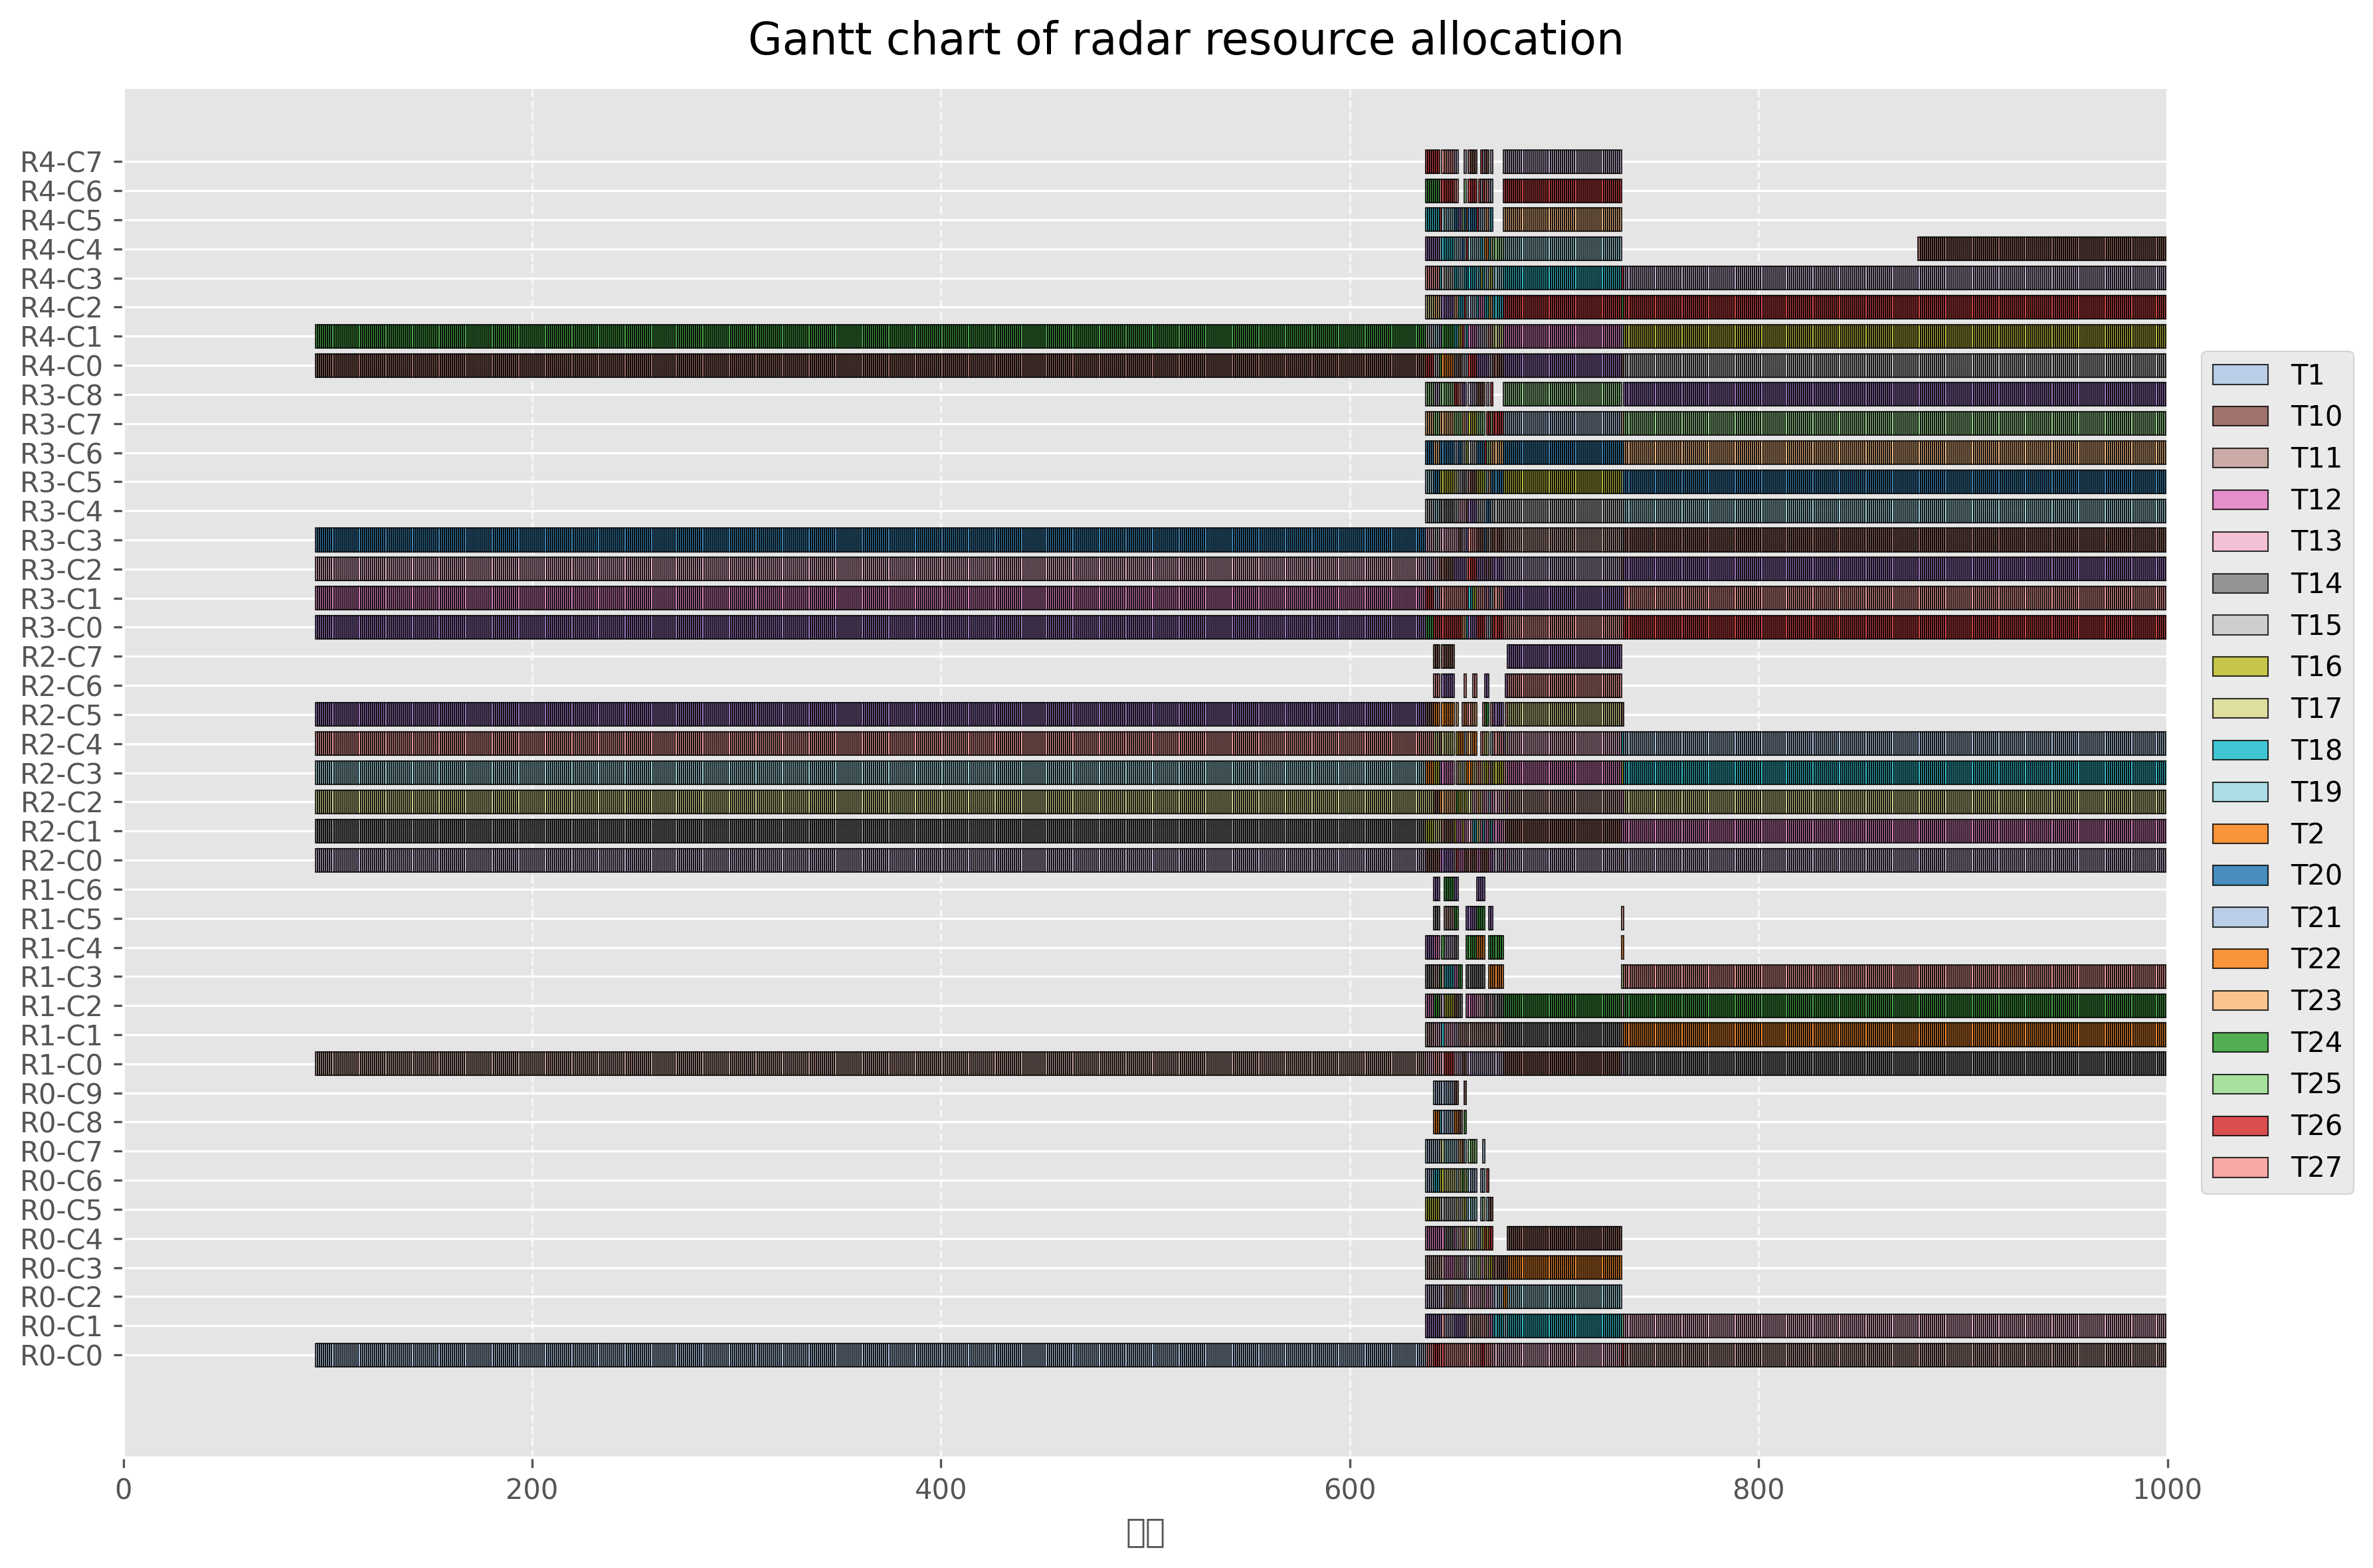 Gantt chart of radar resource allocation
R4-C7
R4-C6
R4-C5
R4-C4
R4-C3
R4-C2
R4-C1
R4-C0
R3-C8
R3-C7
R3-C6
R3-C5
R3-C4
R3-C3
R3-C2
R3-C1
R3-C0
R2-C7
R2-C6
R2-C5
R2-C4
R2-C3
R2-C2
R2-C1
R2-C0
R1-C6
R1-C5
R1-C4
R1-C3
R1-C2
R1-C1
R1-C0
R0-C9
R0-C8
R0-C7
R0-C6
R0-C5
R0-C4
R0-C3
R0-C2
R0-C1
R0-C0
0 200 400 600 800 1000
T1
T10
T11
T12
T13
T14
T15
T16
T17
T18
T19
T2
T20
T21
T22
T23
T24
T25
T26
T27